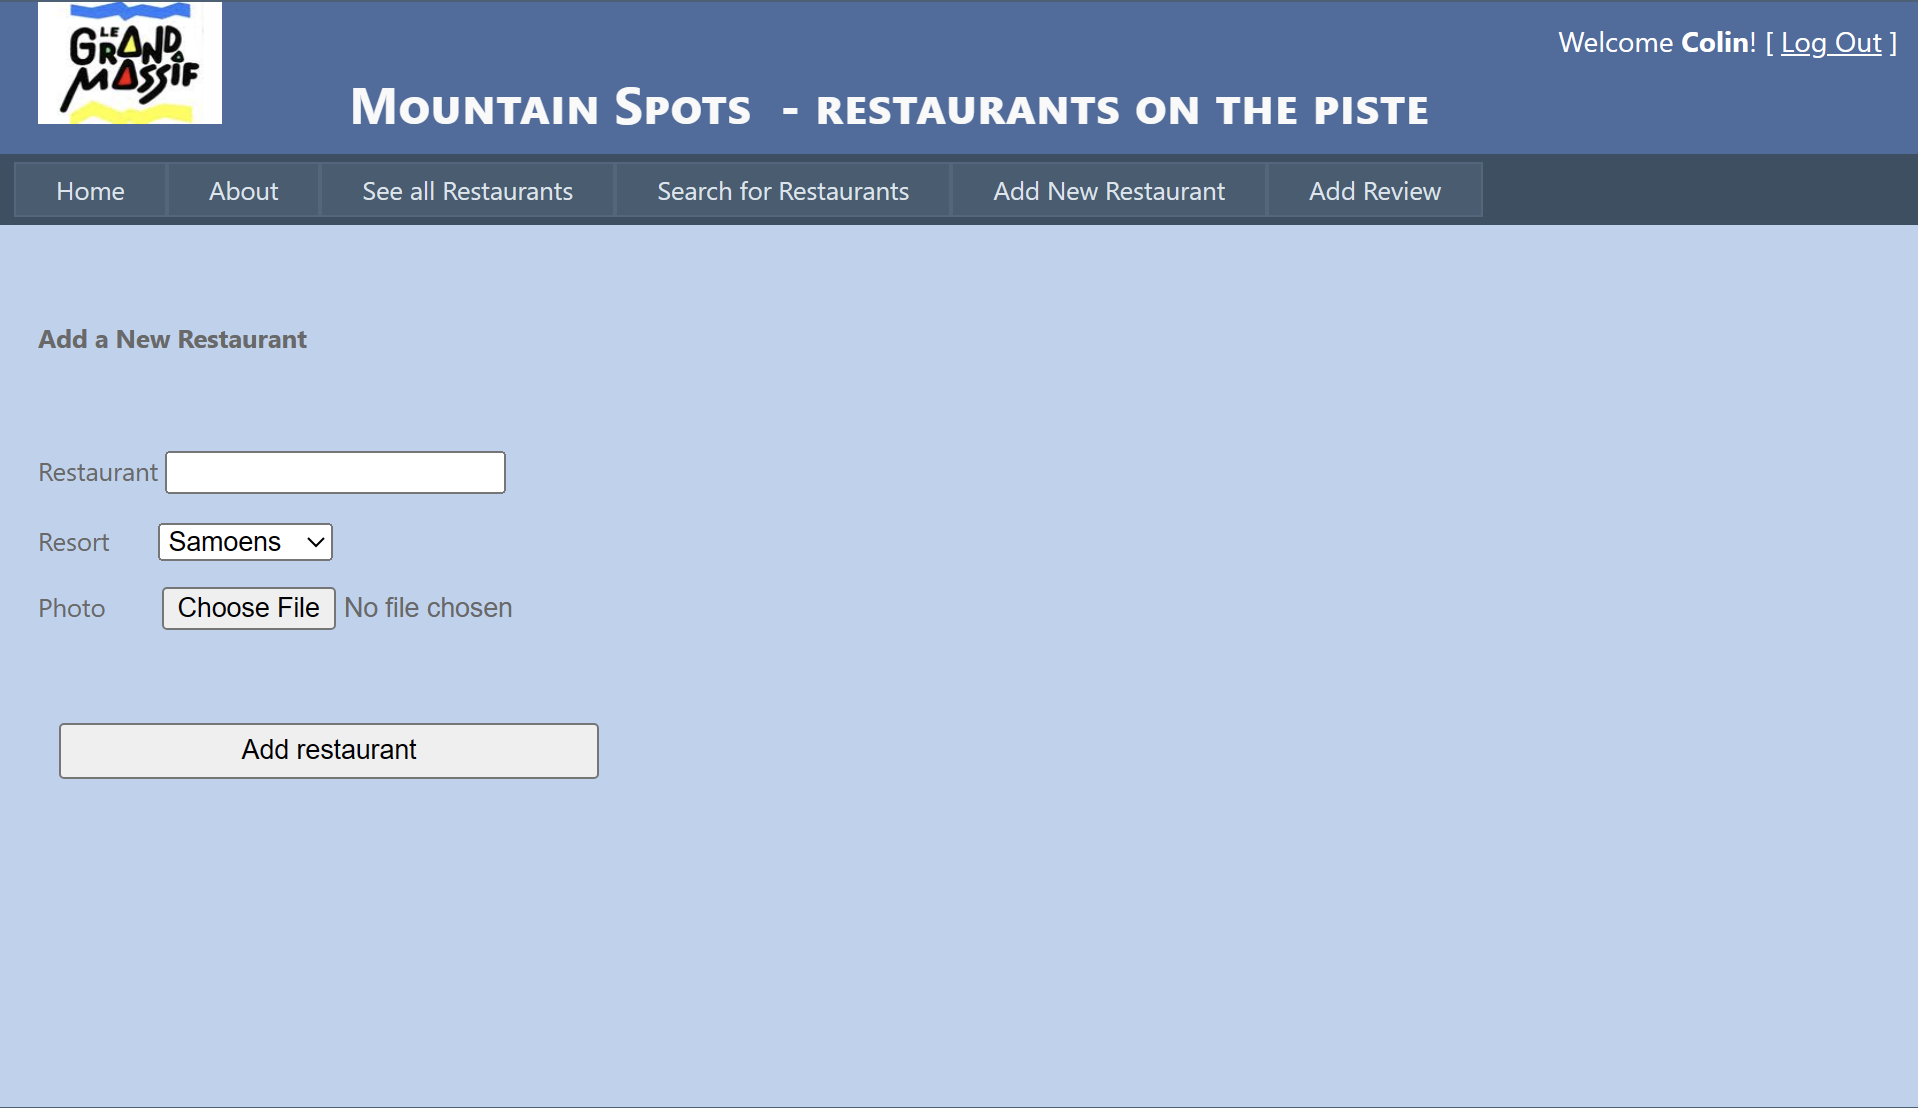 LE
GRAND
MASSIF
Welcome Colin! [ Log Out ]
Mountain Spots - restaurants on the piste
Home About See all Restaurants Search for Restaurants Add New Restaurant Add Review
Add a New Restaurant
Restaurant
Resort Samoens
Photo Choose File No file chosen
Add restaurant